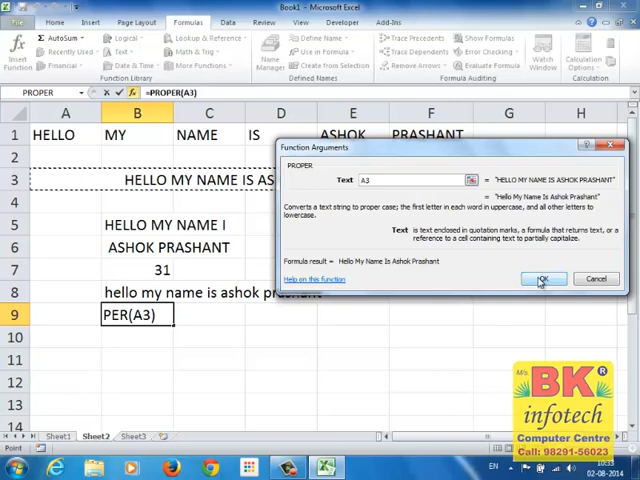 Book1 - Microsoft Excel
File Home Insert Page Layout Formulas Data Review View Developer Add-Ins
fx Insert Function
Σ AutoSum
Recently Used
Financial
Logical
Text
Date & Time
Lookup & Reference
Math & Trig
More Functions
Function Library
Name Manager
Define Name
Use in Formula
Create from Selection
Defined Names
Trace Precedents
Trace Dependents
Remove Arrows
Show Formulas
Error Checking
Formula Auditing
Watch Window
Calculation Options
Calculation
PROPER fx =PROPER(A3)
A B C D E F G H
1 HELLO MY NAME IS ASHOK PRASHANT
2
3 HELLO MY NAME IS AS
4
5 HELLO MY NAME I
6 ASHOK PRASHANT
7 31
8 hello my name is ashok prashant
9 PER(A3)
10
11
12
13
Function Arguments
PROPER
Text A3 = "HELLO MY NAME IS ASHOK PRASHANT"
= "Hello My Name Is Ashok Prashant"
Converts a text string to proper case; the first letter in each word in uppercase, and all other letters to
lowercase.
Text is text enclosed in quotation marks, a formula that returns text, or a
reference to a cell containing text to partially capitalize.
Formula result = Hello My Name Is Ashok Prashant
Help on this function OK Cancel
M/s. BK ®
infotech
Computer Centre
Call: 98291-56023
Sheet1 Sheet2 Sheet3
Point
EN 10:33
02-08-2014